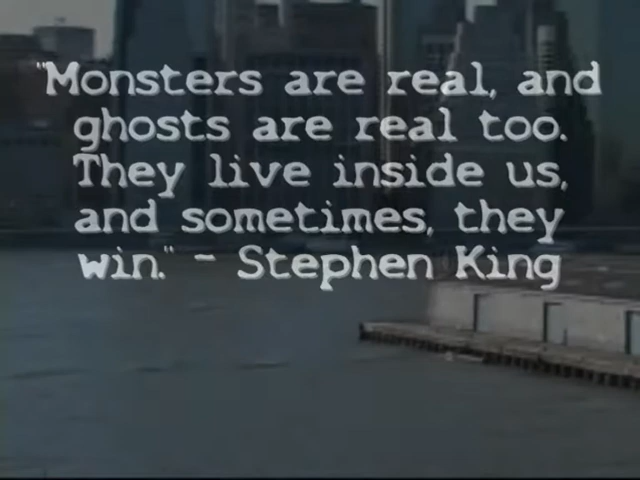 "Monsters are real, and
ghosts are real too.
They live inside us,
and sometimes, they
win." - Stephen King